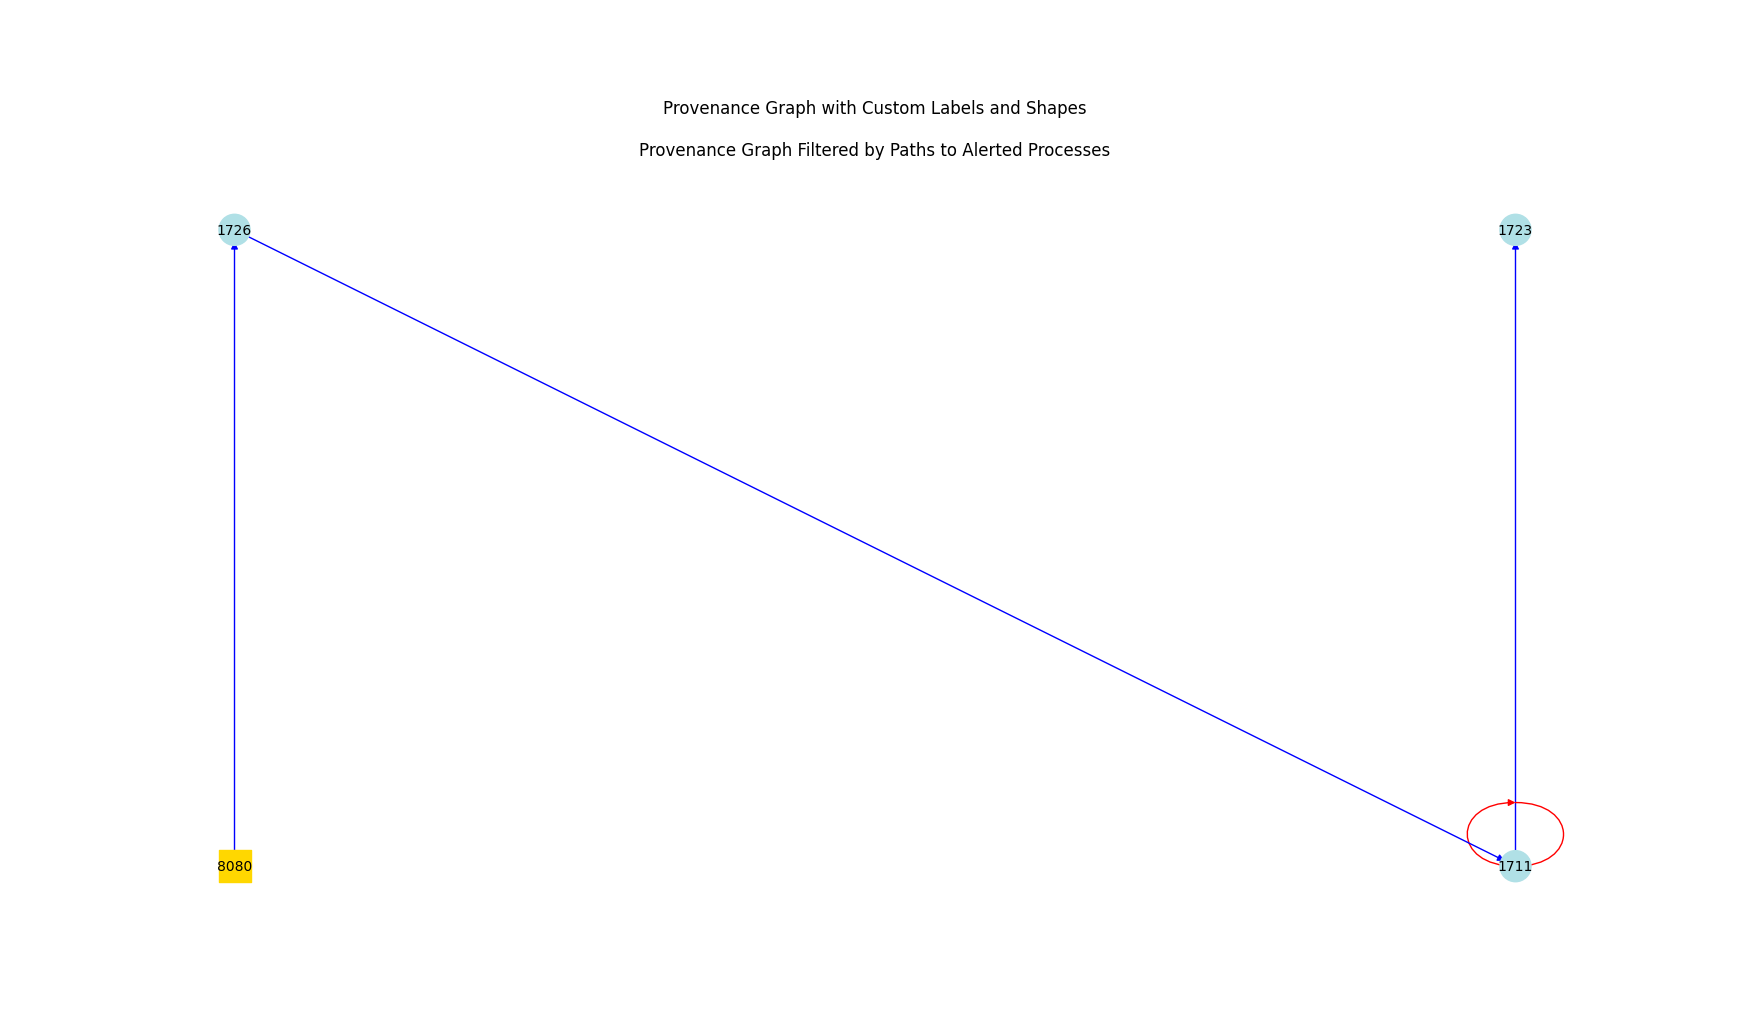 Provenance Graph with Custom Labels and Shapes
Provenance Graph Filtered by Paths to Alerted Processes
1726
1723
8080
1711